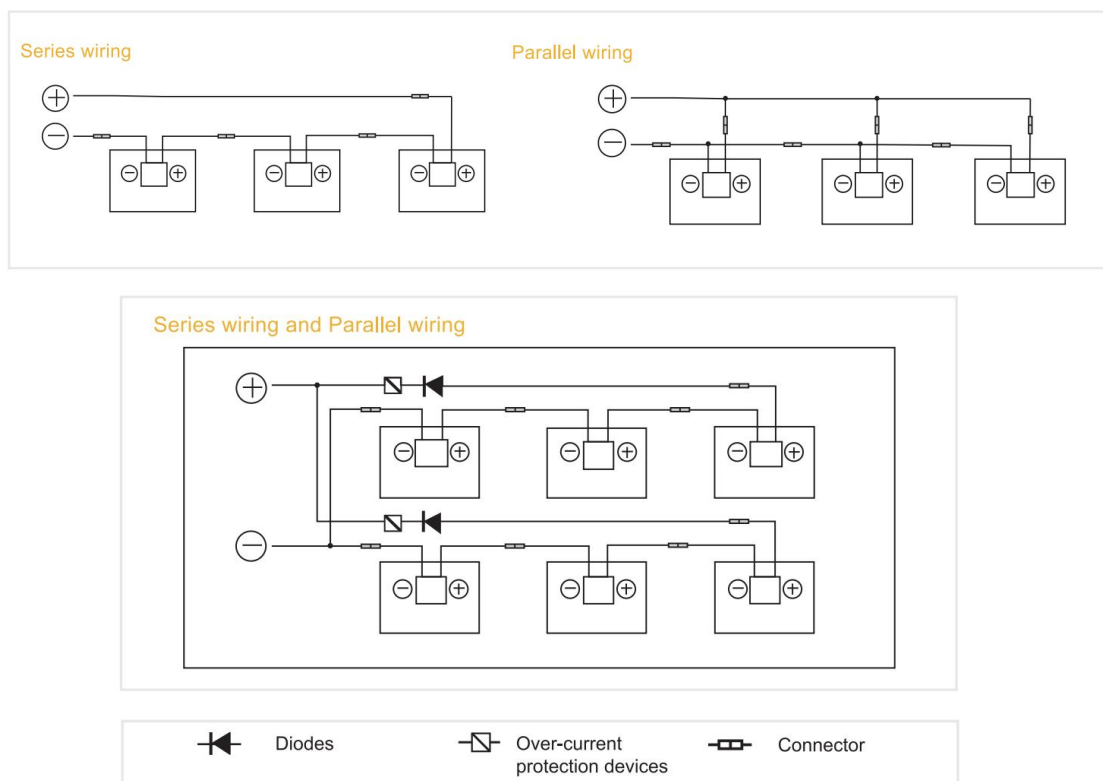 Series wiring
Parallel wiring
Series wiring and Parallel wiring
Diodes
Over-current
protection devices
Connector